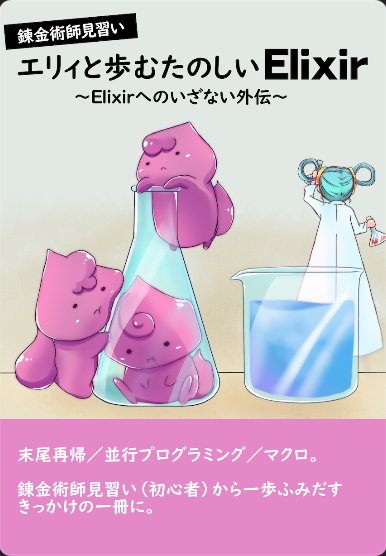 錬金術師見習い
エリィと歩むたのしいElixir
～Elixirへのいざない外伝～
末尾再帰／並行プログラミング／マクロ。
錬金術師見習い（初心者）から一歩ふみだす
きっかけの一冊に。